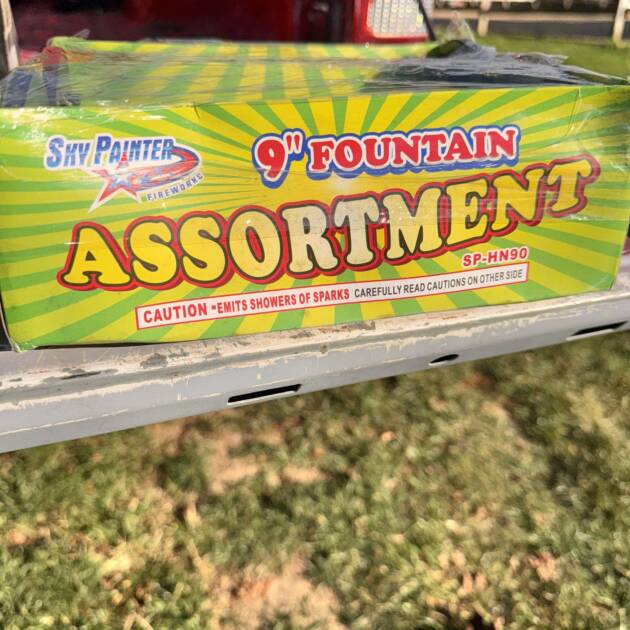 SKY PAINTER
FIREWORKS
9" FOUNTAIN
ASSORTMENT
SP-HN90
CAUTION "EMITS SHOWERS OF SPARKS CAREFULLY READ CAUTIONS ON OTHER SIDE